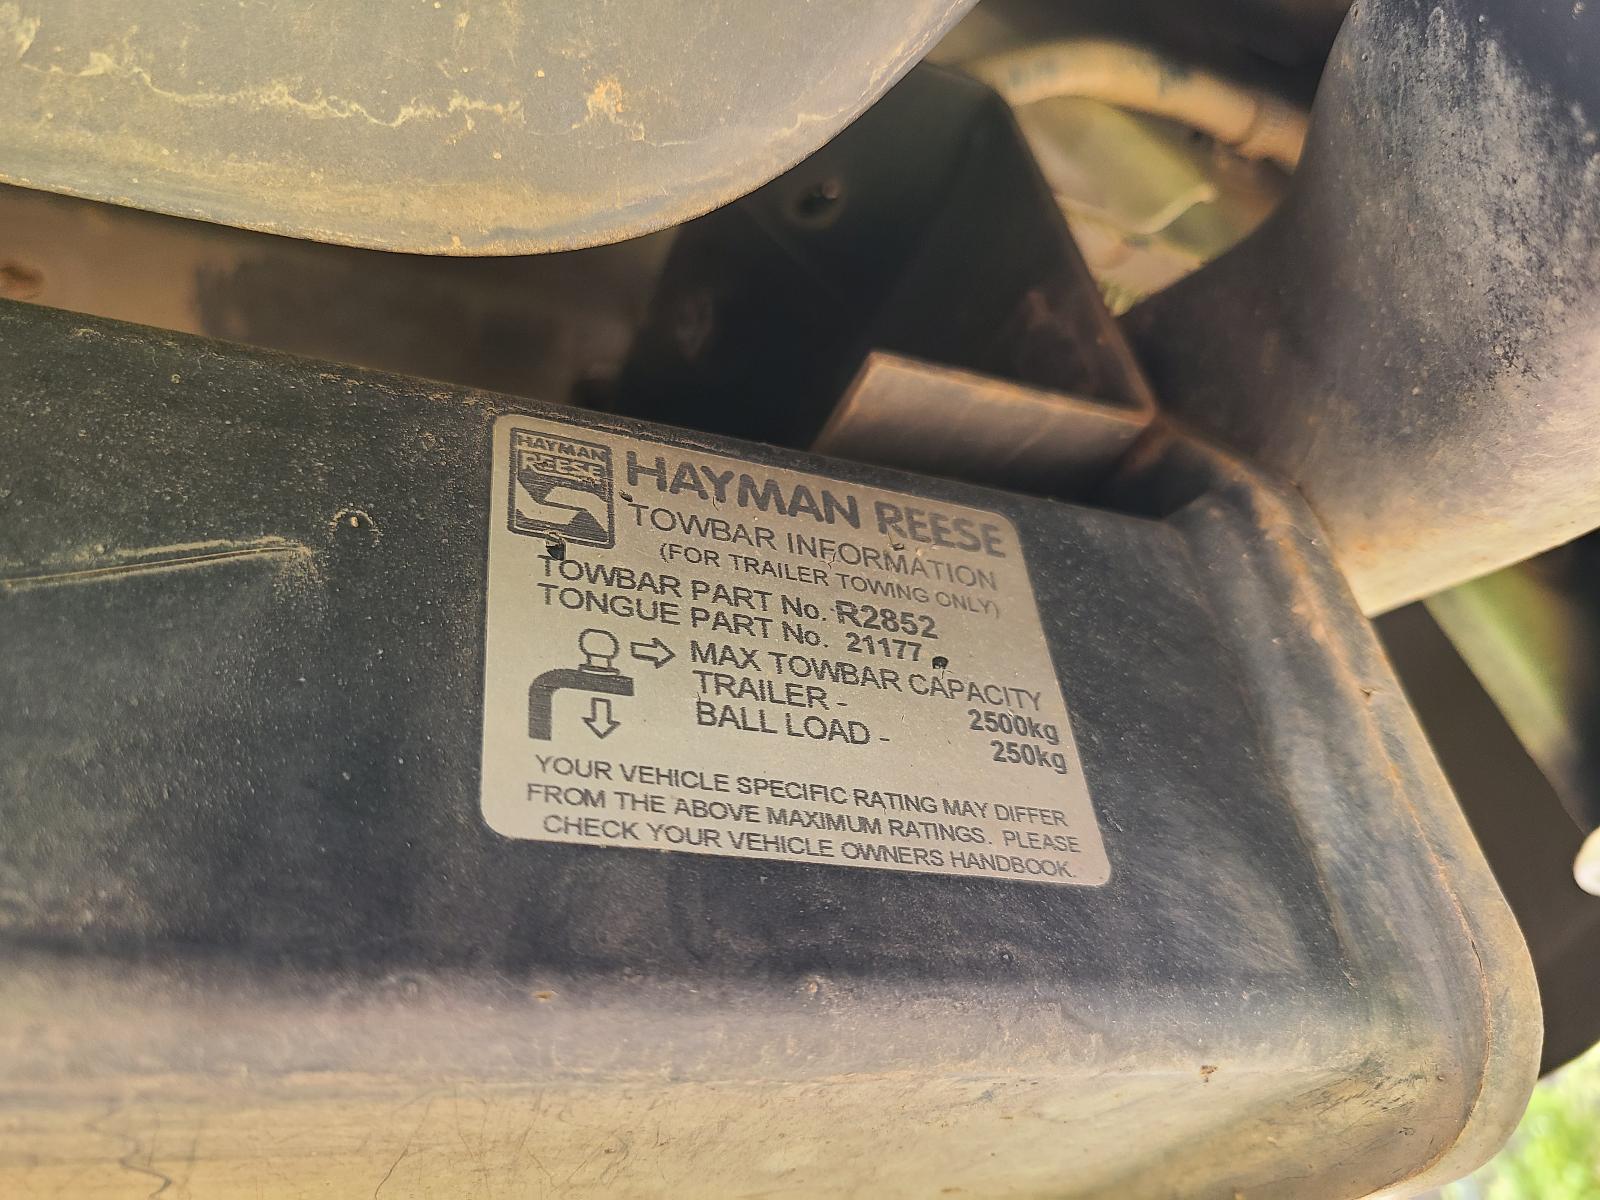 HAYMAN
REESE
HAYMAN REESE
TOWBAR INFORMATION
(FOR TRAILER TOWING ONLY)
TOWBAR PART No. R2852
TONGUE PART No. 21177
MAX TOWBAR CAPACITY
TRAILER - 2500kg
BALL LOAD - 250kg
YOUR VEHICLE SPECIFIC RATING MAY DIFFER
FROM THE ABOVE MAXIMUM RATINGS. PLEASE
CHECK YOUR VEHICLE OWNERS HANDBOOK.